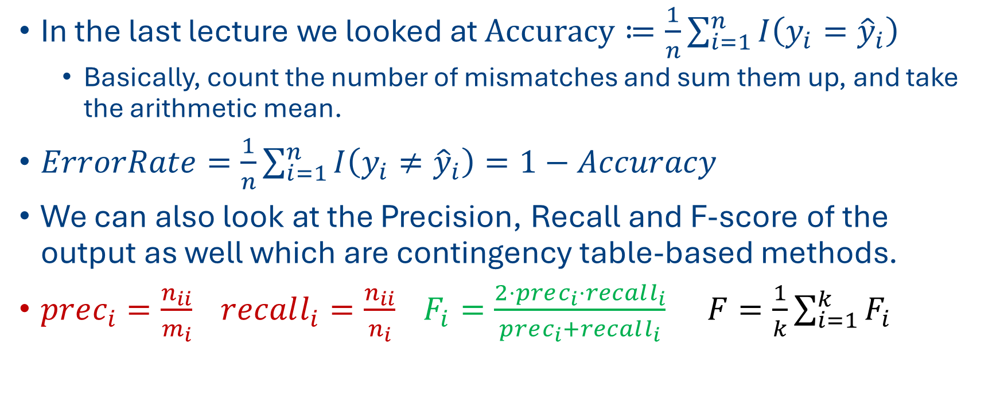 • In the last lecture we looked at Accuracy ≔ $\frac{1}{n}\sum_{i=1}^{n} I(y_i = \hat{y}_i)$
• Basically, count the number of mismatches and sum them up, and take
the arithmetic mean.
• $ErrorRate = \frac{1}{n}\sum_{i=1}^{n} I(y_i \neq \hat{y}_i) = 1 - Accuracy$
• We can also look at the Precision, Recall and F-score of the
output as well which are contingency table-based methods.
• $prec_i = \frac{n_{ii}}{m_i}$ $recall_i = \frac{n_{ii}}{n_i}$ $F_i = \frac{2 \cdot prec_i \cdot recall_i}{prec_i + recall_i}$ $F = \frac{1}{k}\sum_{i=1}^{k} F_i$